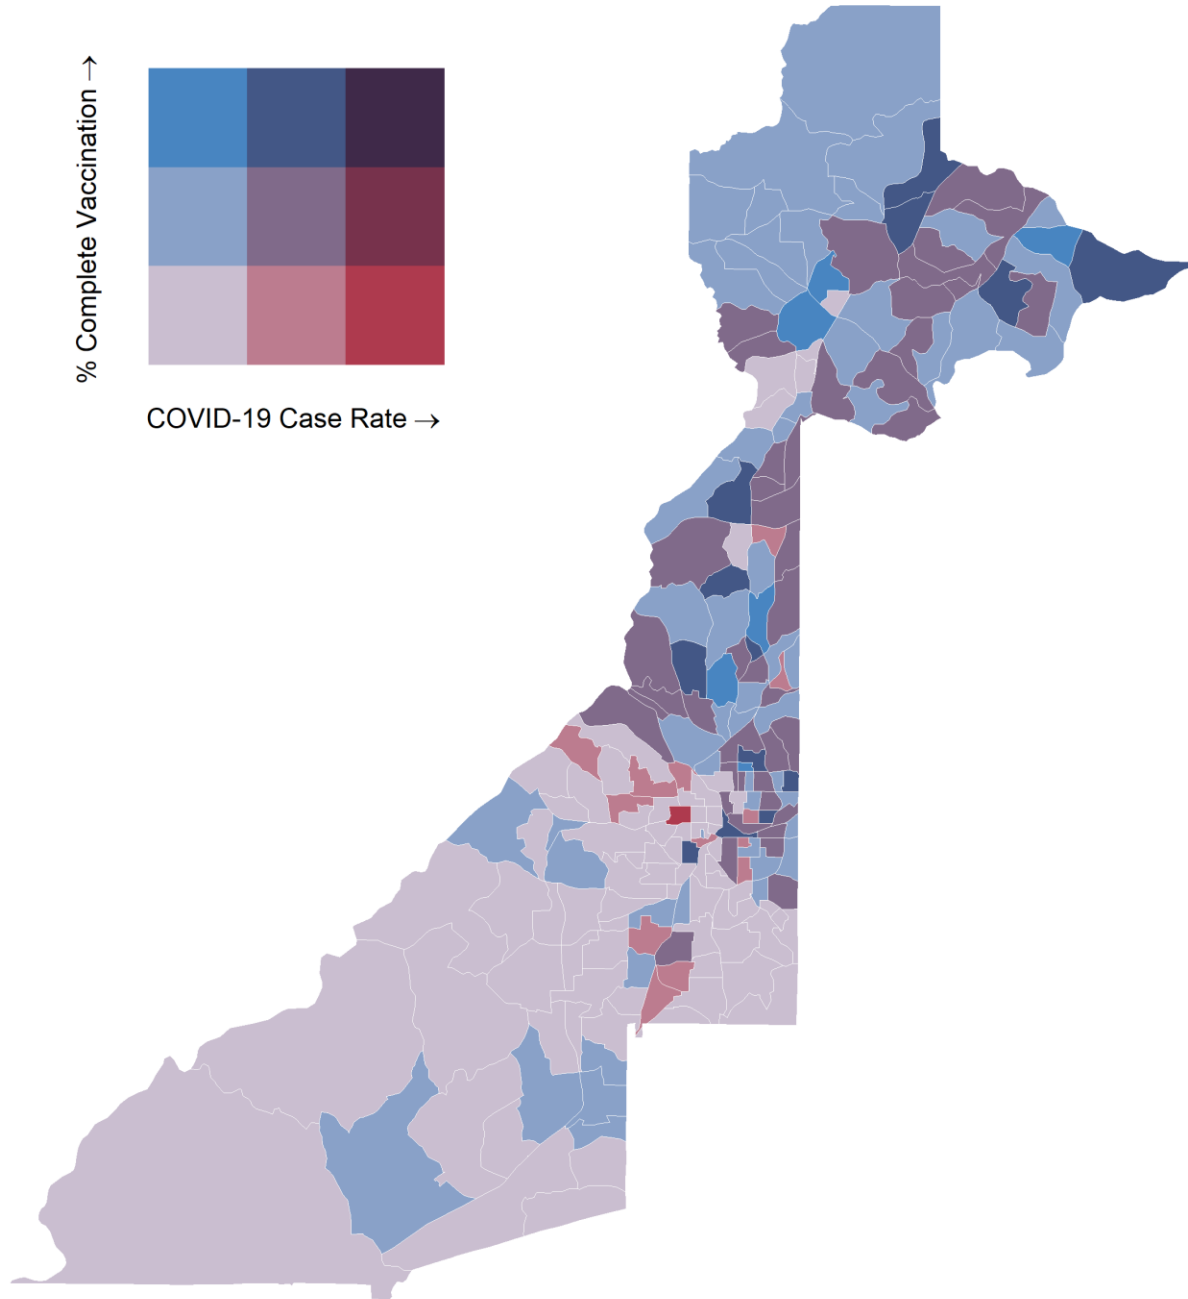 % Complete Vaccination →
COVID-19 Case Rate →